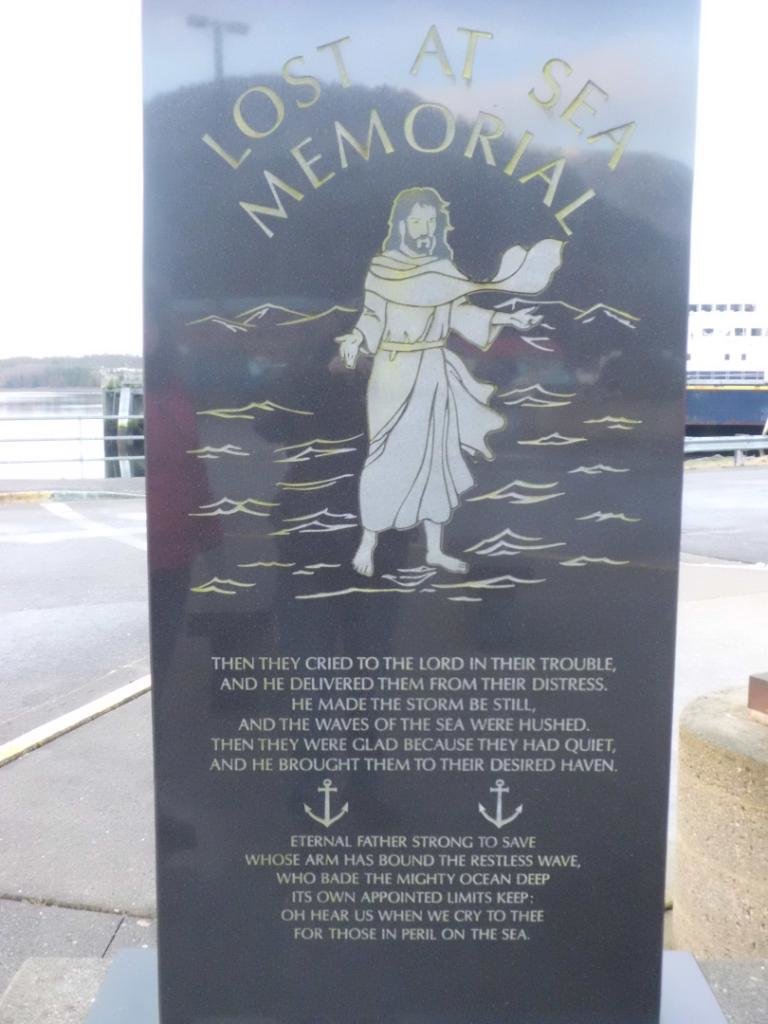 LOST AT SEA
MEMORIAL
THEN THEY CRIED TO THE LORD IN THEIR TROUBLE,
AND HE DELIVERED THEM FROM THEIR DISTRESS.
HE MADE THE STORM BE STILL,
AND THE WAVES OF THE SEA WERE HUSHED.
THEN THEY WERE GLAD BECAUSE THEY HAD QUIET,
AND HE BROUGHT THEM TO THEIR DESIRED HAVEN.
ETERNAL FATHER STRONG TO SAVE
WHOSE ARM HAS BOUND THE RESTLESS WAVE,
WHO BADE THE MIGHTY OCEAN DEEP
ITS OWN APPOINTED LIMITS KEEP:
OH HEAR US WHEN WE CRY TO THEE
FOR THOSE IN PERIL ON THE SEA.